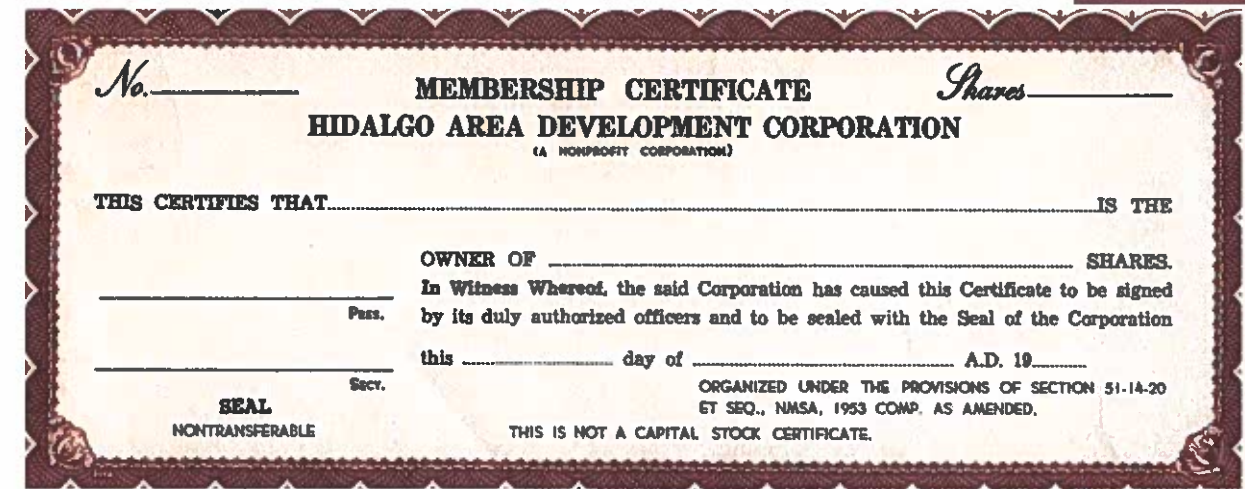 No. Shares
MEMBERSHIP CERTIFICATE
HIDALGO AREA DEVELOPMENT CORPORATION
(A NONPROFIT CORPORATION)
THIS CERTIFIES THAT IS THE
OWNER OF SHARES.
In Witness Whereof, the said Corporation has caused this Certificate to be signed
by its duly authorized officers and to be sealed with the Seal of the Corporation
this day of A.D. 19
PRES.
SECY.
SEAL
NONTRANSFERABLE
ORGANIZED UNDER THE PROVISIONS OF SECTION 51-14-20
ET SEQ., NMSA, 1953 COMP. AS AMENDED.
THIS IS NOT A CAPITAL STOCK CERTIFICATE.